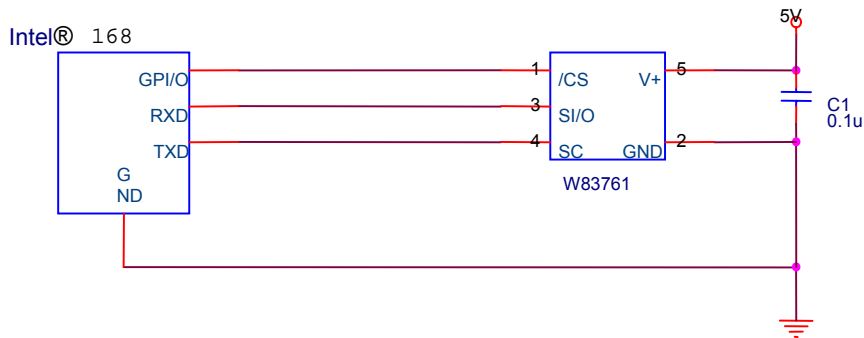 5V
Intel® 168
GPI/O 1 /CS V+ 5
RXD 3 SI/O
C1
0.1u
TXD 4 SC GND 2
G
ND
W83761